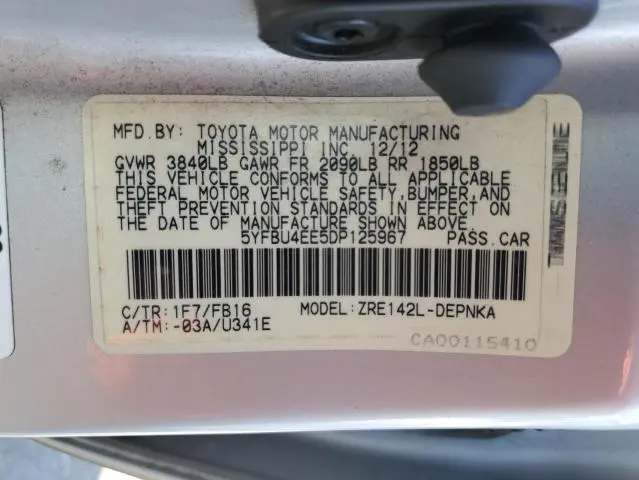 MFD.BY: TOYOTA MOTOR MANUFACTURING
MISSISSIPPI INC. 12/12
GVWR 3840LB GAWR FR 2090LB RR 1850LB
THIS VEHICLE CONFORMS TO ALL APPLICABLE
FEDERAL MOTOR VEHICLE SAFETY,BUMPER,AND
THEFT PREVENTION STANDARDS IN EFFECT ON
THE DATE OF MANUFACTURE SHOWN ABOVE.
5YFBU4EE5DP125967 PASS.CAR
C/TR:1F7/FB16 MODEL:ZRE142L-DEPNKA
A/TM:-03A/U341E
CA00115410